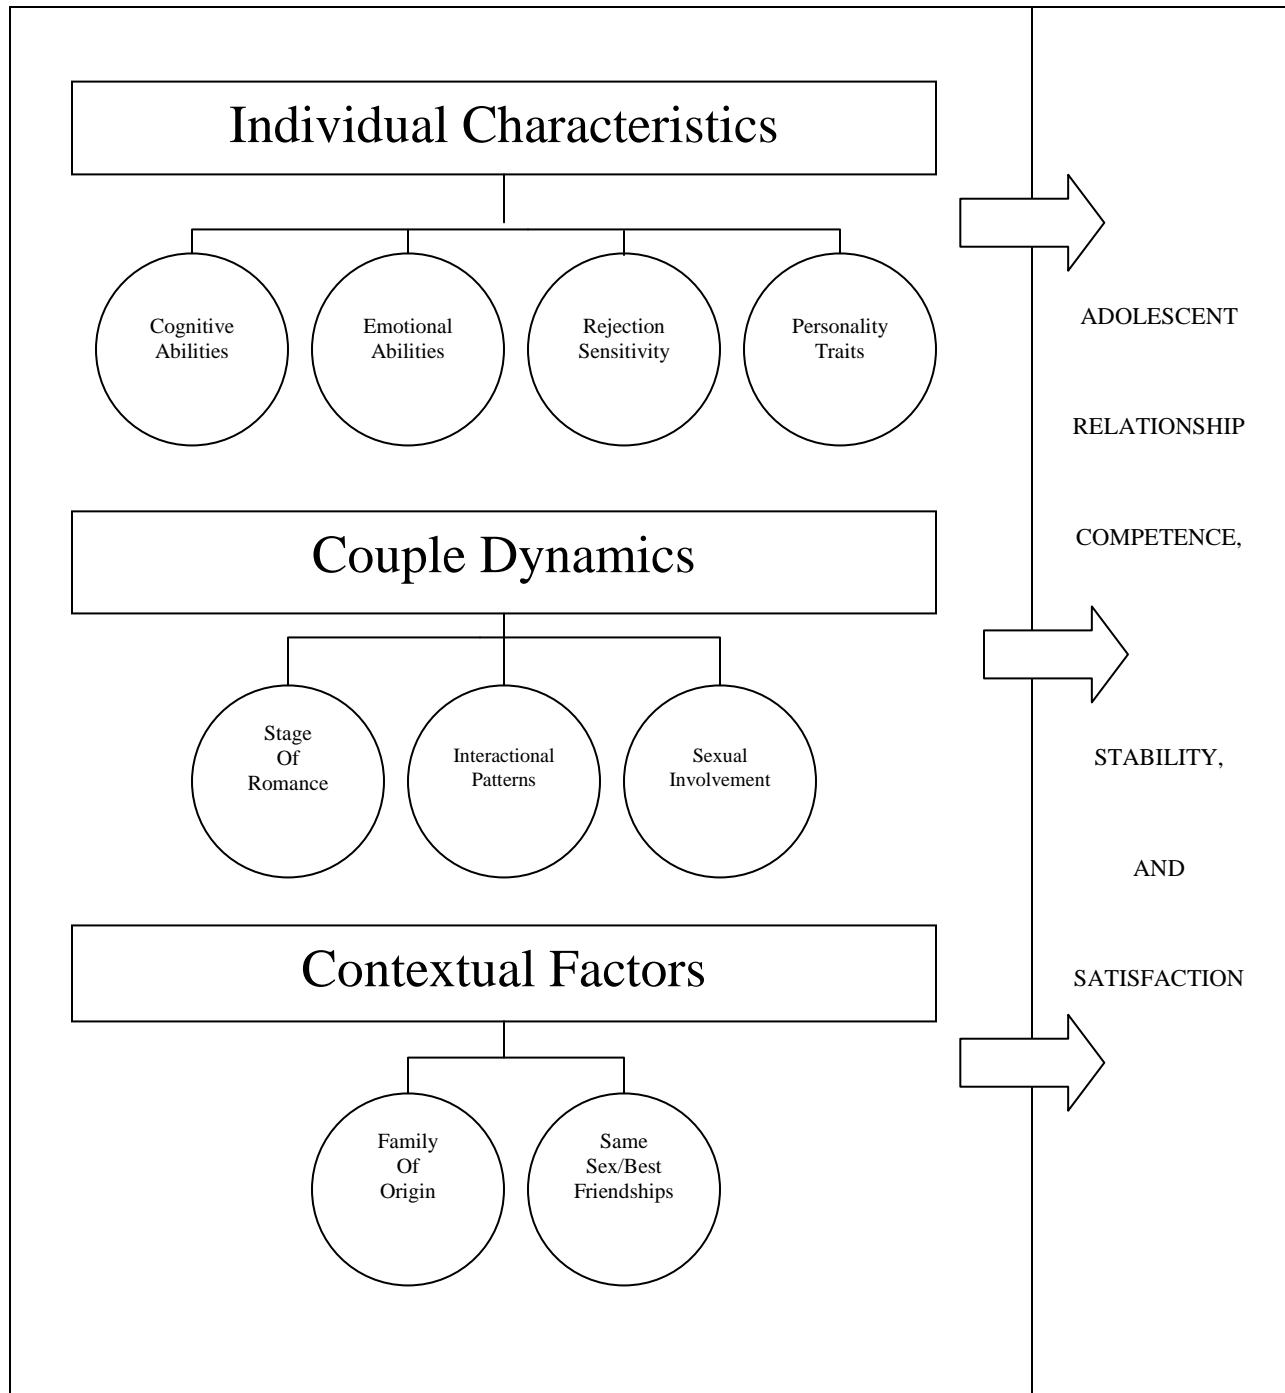 Individual Characteristics
Cognitive
Abilities
Emotional
Abilities
Rejection
Sensitivity
Personality
Traits
Couple Dynamics
Stage
Of
Romance
Interactional
Patterns
Sexual
Involvement
Contextual Factors
Family
Of
Origin
Same
Sex/Best
Friendships
ADOLESCENT
RELATIONSHIP
COMPETENCE,
STABILITY,
AND
SATISFACTION